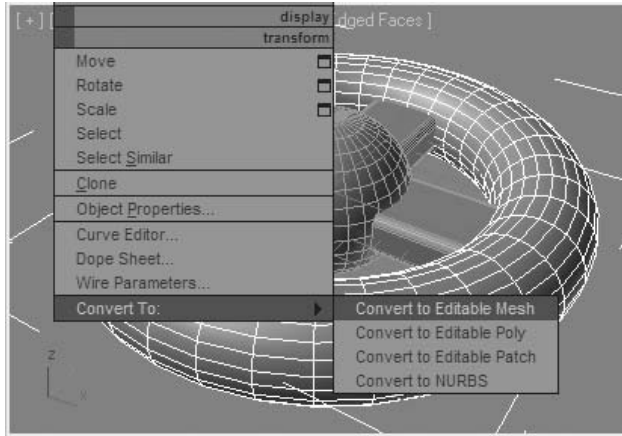 [ + ] [ dged Faces ]
display
transform
Move
Rotate
Scale
Select
Select Similar
Clone
Object Properties...
Curve Editor...
Dope Sheet...
Wire Parameters...
Convert To:
Convert to Editable Mesh
Convert to Editable Poly
Convert to Editable Patch
Convert to NURBS
z
x